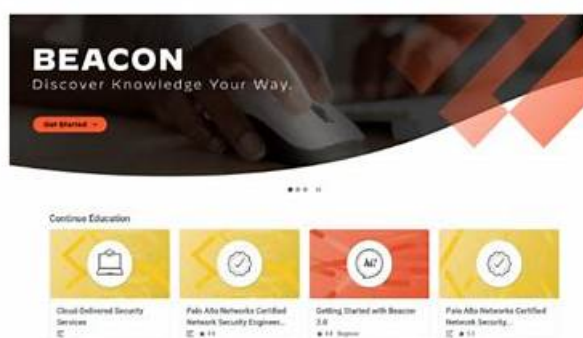 BEACON
Discover Knowledge Your Way.
Get Started
Continue Education
hi!
Cloud-Delivered Security
Services
Palo Alto Networks Certified
Network Security Engineer...
Getting Started with Beacon
2.0
Beginner
Palo Alto Networks Certified
Network Security...